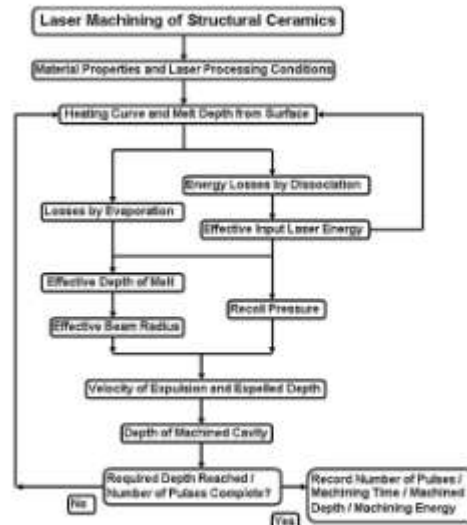 Laser Machining of Structural Ceramics
Material Properties and Laser Processing Conditions
Heating Curve and Melt Depth from Surface
Energy Losses by Dissociation
Losses by Evaporation
Effective Input Laser Energy
Effective Depth of Melt
Recoil Pressure
Effective Beam Radius
Velocity of Expulsion and Expelled Depth
Depth of Machined Cavity
Required Depth Reached /
Number of Pulses Complete?
Record Number of Pulses /
Machining Time / Machined
Depth / Machining Energy
No
Yes